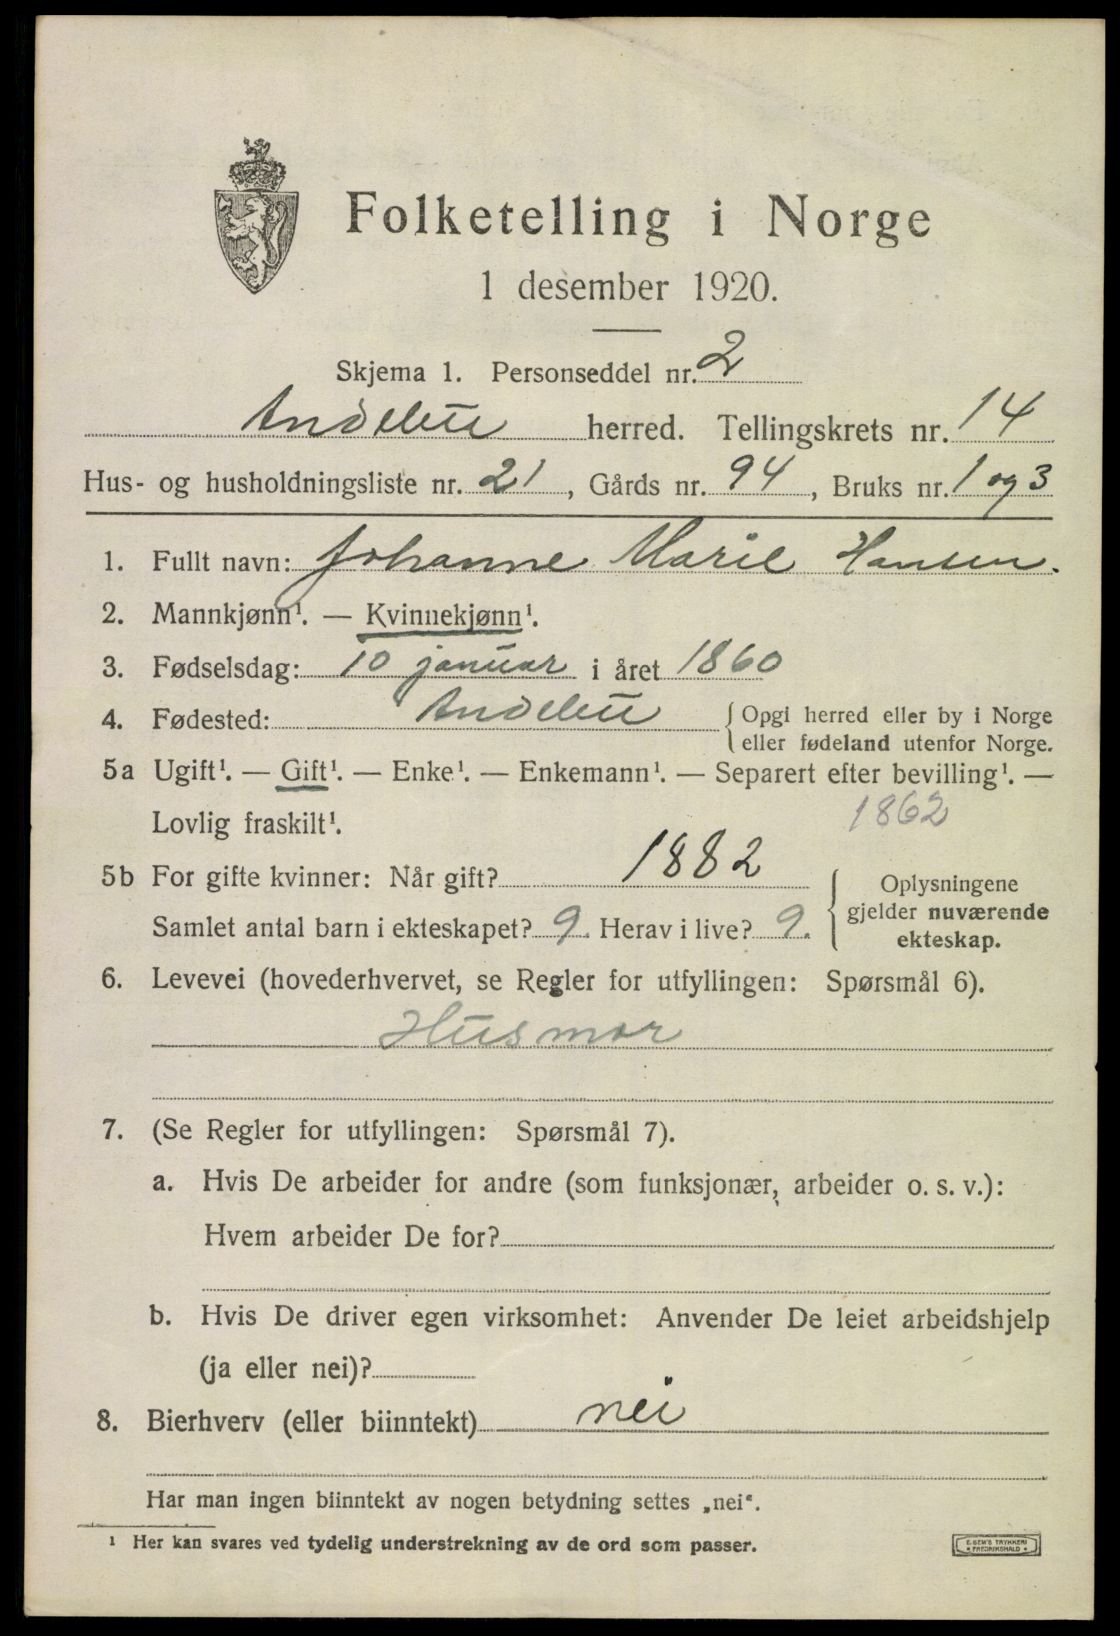 Folketelling i Norge
1 desember 1920.
Skjema 1. Personseddel nr. 2
Andebu herred. Tellingskrets nr. 14
Hus- og husholdningsliste nr. 21, Gårds nr. 94, Bruks nr. 1 og 3
1. Fullt navn: Johanne Marie Hansen.
2. Mannkjønn¹. — Kvinnekjønn¹.
3. Fødselsdag: 10 januar i året 1860
4. Fødested: Andebu { Opgi herred eller by i Norge
eller fødeland utenfor Norge.
5a Ugift¹. — Gift¹. — Enke¹. — Enkemann¹. — Separert efter bevilling¹. —
Lovlig fraskilt¹. 1862
5b For gifte kvinner: Når gift? 1882 { Oplysningene
gjelder nuværende
ekteskap.
Samlet antal barn i ekteskapet? 9. Herav i live? 9.
6. Levevei (hovederhvervet, se Regler for utfyllingen: Spørsmål 6).
Husmor
7. (Se Regler for utfyllingen: Spørsmål 7).
a. Hvis De arbeider for andre (som funksjonær, arbeider o. s. v.):
Hvem arbeider De for?
b. Hvis De driver egen virksomhet: Anvender De leiet arbeidshjelp
(ja eller nei)?
8. Bierhverv (eller biinntekt) nei
Har man ingen biinntekt av nogen betydning settes „nei“.
¹ Her kan svares ved tydelig understrekning av de ord som passer.
E. SEM'S TRYKKERI
* FREDRIKSHALD *